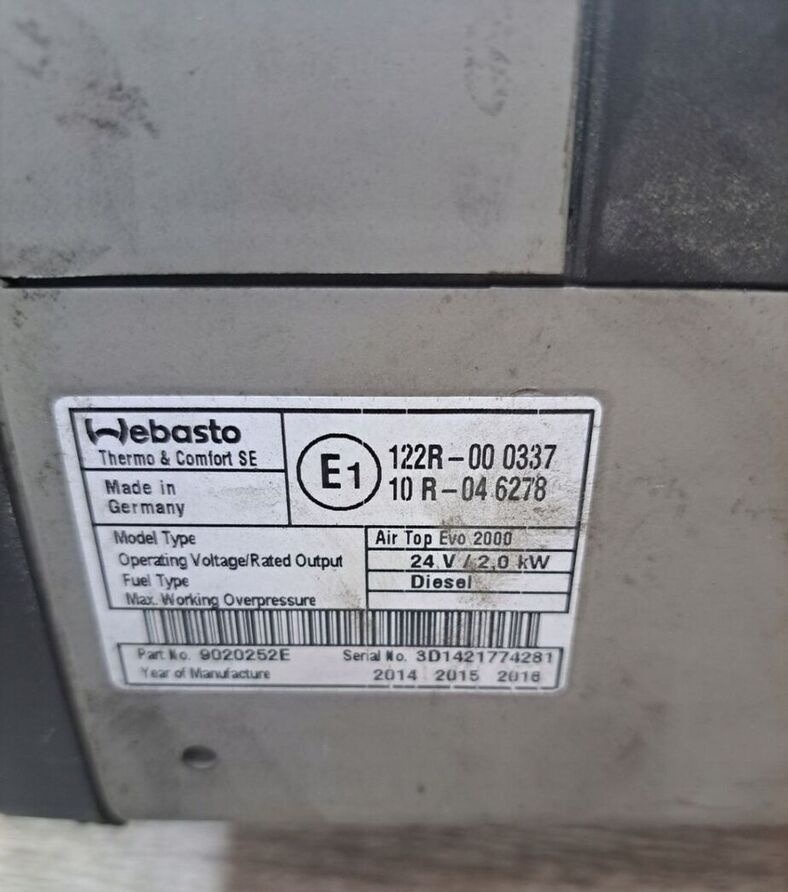 Webasto
Thermo & Comfort SE
Made in
Germany
E1
122R-00 0337
10 R-04 6278
Model Type Air Top Evo 2000
Operating Voltage/Rated Output 24 V / 2,0 kW
Fuel Type Diesel
Max. Working Overpressure
Part No. 9020252E Serial No. 3D1421774281
Year of Manufacture 2014 2015 2016